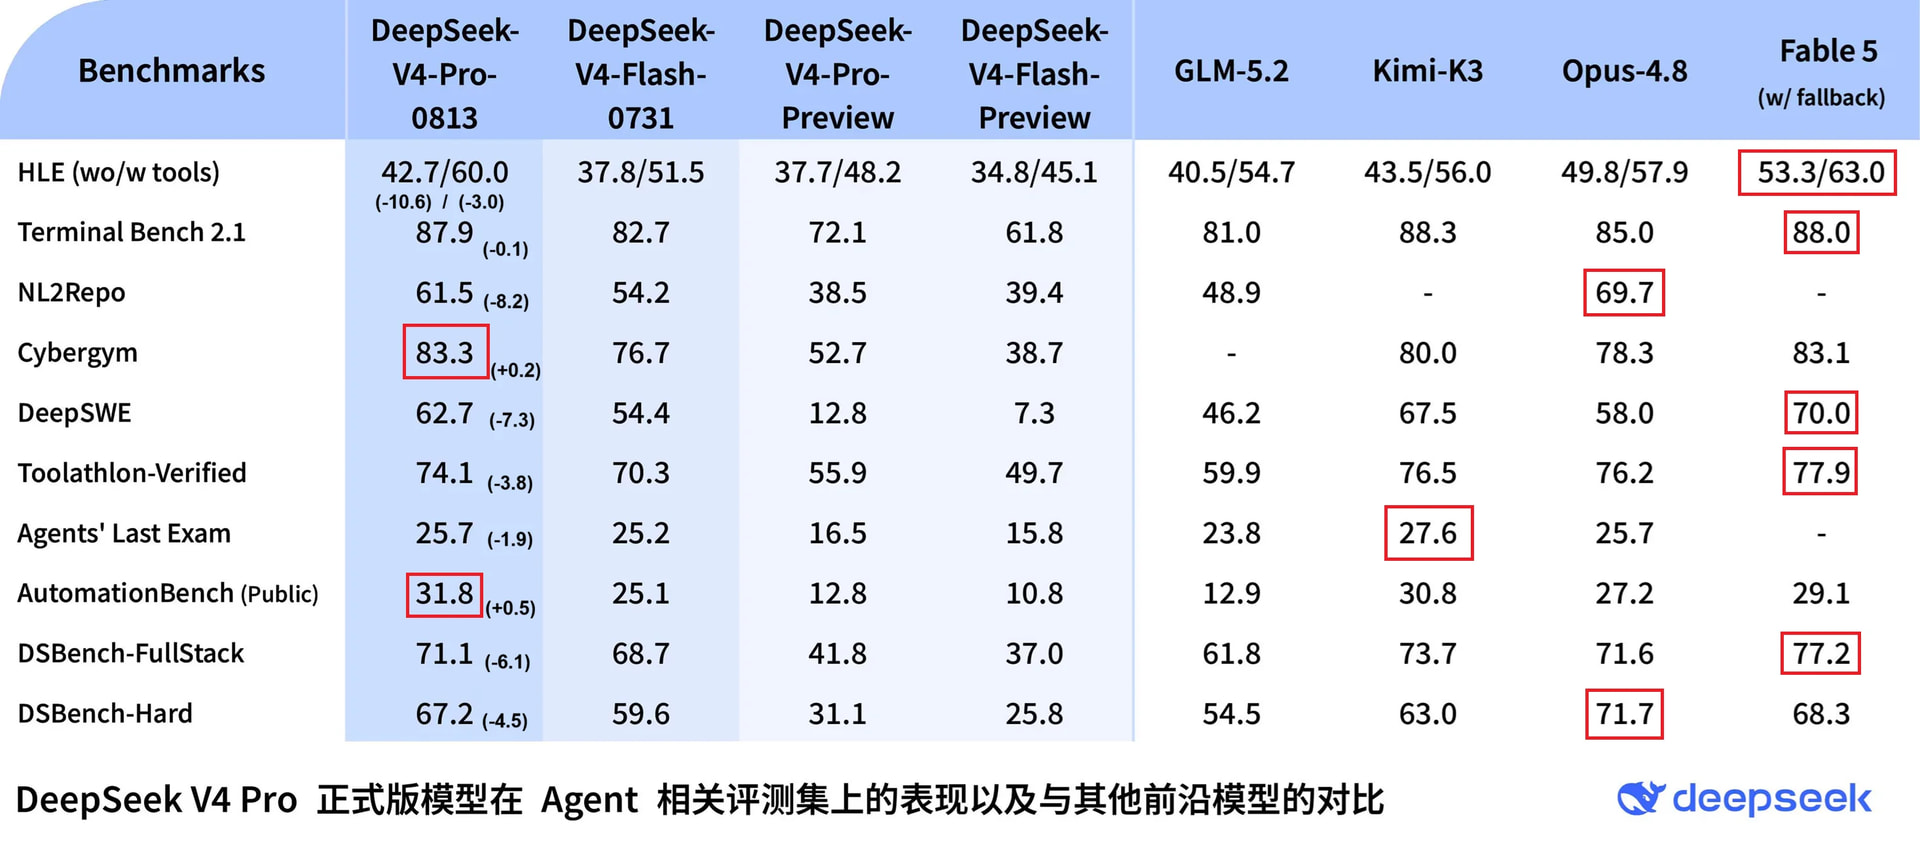 Benchmarks DeepSeek-V4-Pro-0813 DeepSeek-V4-Flash-0731 DeepSeek-V4-Pro-Preview DeepSeek-V4-Flash-Preview GLM-5.2 Kimi-K3 Opus-4.8 Fable 5 (w/ fallback)
HLE (wo/w tools) 42.7/60.0 (-10.6) / (-3.0) 37.8/51.5 37.7/48.2 34.8/45.1 40.5/54.7 43.5/56.0 49.8/57.9 53.3/63.0
Terminal Bench 2.1 87.9 (-0.1) 82.7 72.1 61.8 81.0 88.3 85.0 88.0
NL2Repo 61.5 (-8.2) 54.2 38.5 39.4 48.9 - 69.7 -
Cybergym 83.3 (+0.2) 76.7 52.7 38.7 - 80.0 78.3 83.1
DeepSWE 62.7 (-7.3) 54.4 12.8 7.3 46.2 67.5 58.0 70.0
Toolathlon-Verified 74.1 (-3.8) 70.3 55.9 49.7 59.9 76.5 76.2 77.9
Agents' Last Exam 25.7 (-1.9) 25.2 16.5 15.8 23.8 27.6 25.7 -
AutomationBench (Public) 31.8 (+0.5) 25.1 12.8 10.8 12.9 30.8 27.2 29.1
DSBench-FullStack 71.1 (-6.1) 68.7 41.8 37.0 61.8 73.7 71.6 77.2
DSBench-Hard 67.2 (-4.5) 59.6 31.1 25.8 54.5 63.0 71.7 68.3
DeepSeek V4 Pro 正式版模型在 Agent 相关评测集上的表现以及与其他前沿模型的对比
deepseek